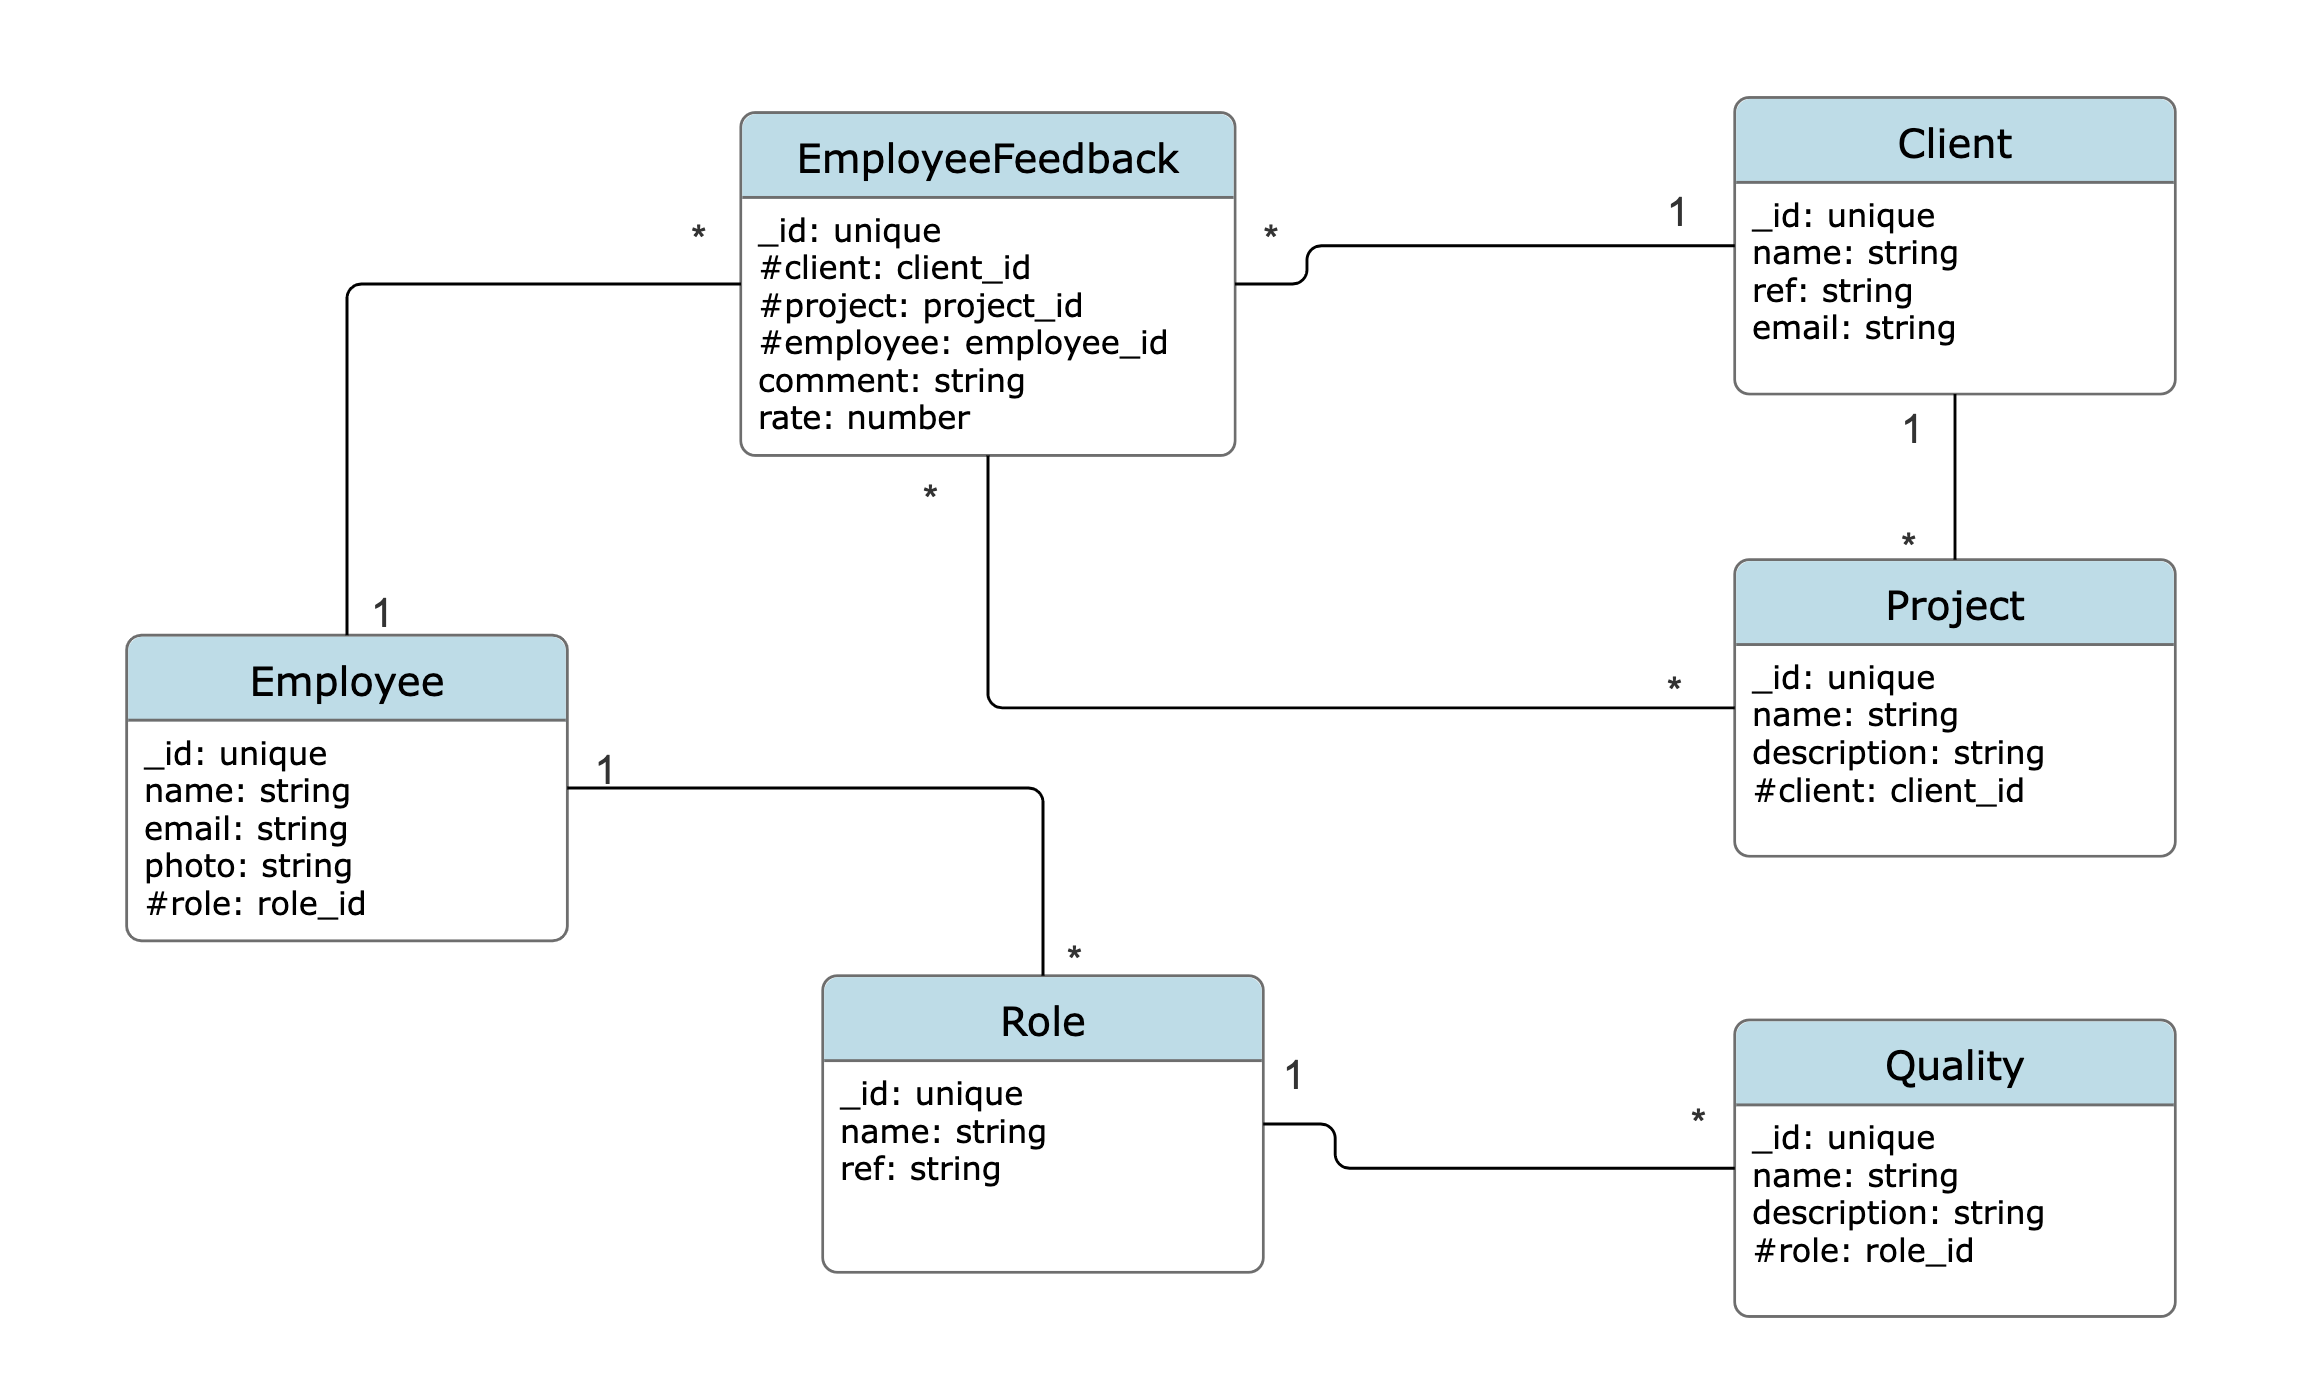 EmployeeFeedback
_id: unique
#client: client_id
#project: project_id
#employee: employee_id
comment: string
rate: number
*
*
*
Client
_id: unique
name: string
ref: string
email: string
1
1
*
Project
_id: unique
name: string
description: string
#client: client_id
*
1
Employee
_id: unique
name: string
email: string
photo: string
#role: role_id
1
*
Role
_id: unique
name: string
ref: string
1
*
Quality
_id: unique
name: string
description: string
#role: role_id